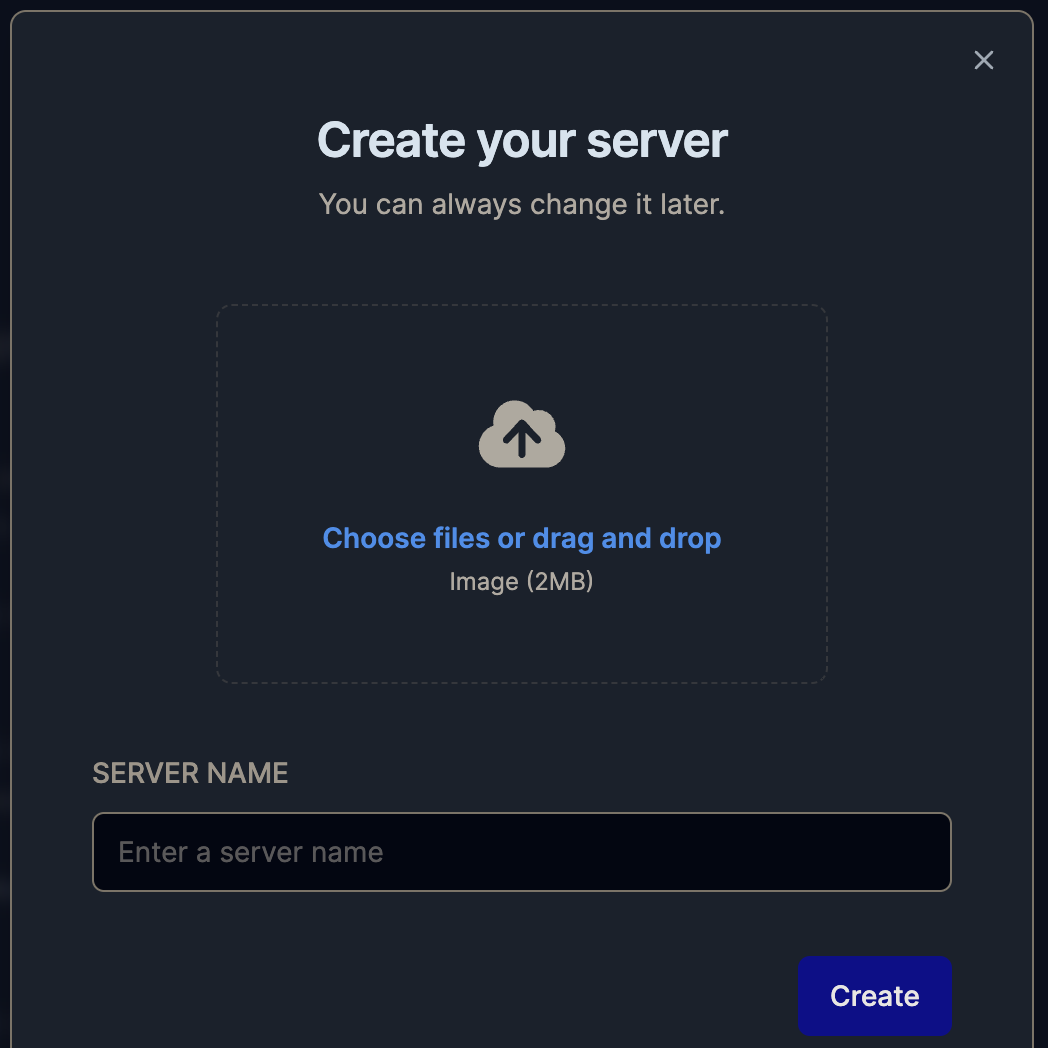 Create your server
You can always change it later.
Choose files or drag and drop
Image (2MB)
SERVER NAME
Enter a server name
Create